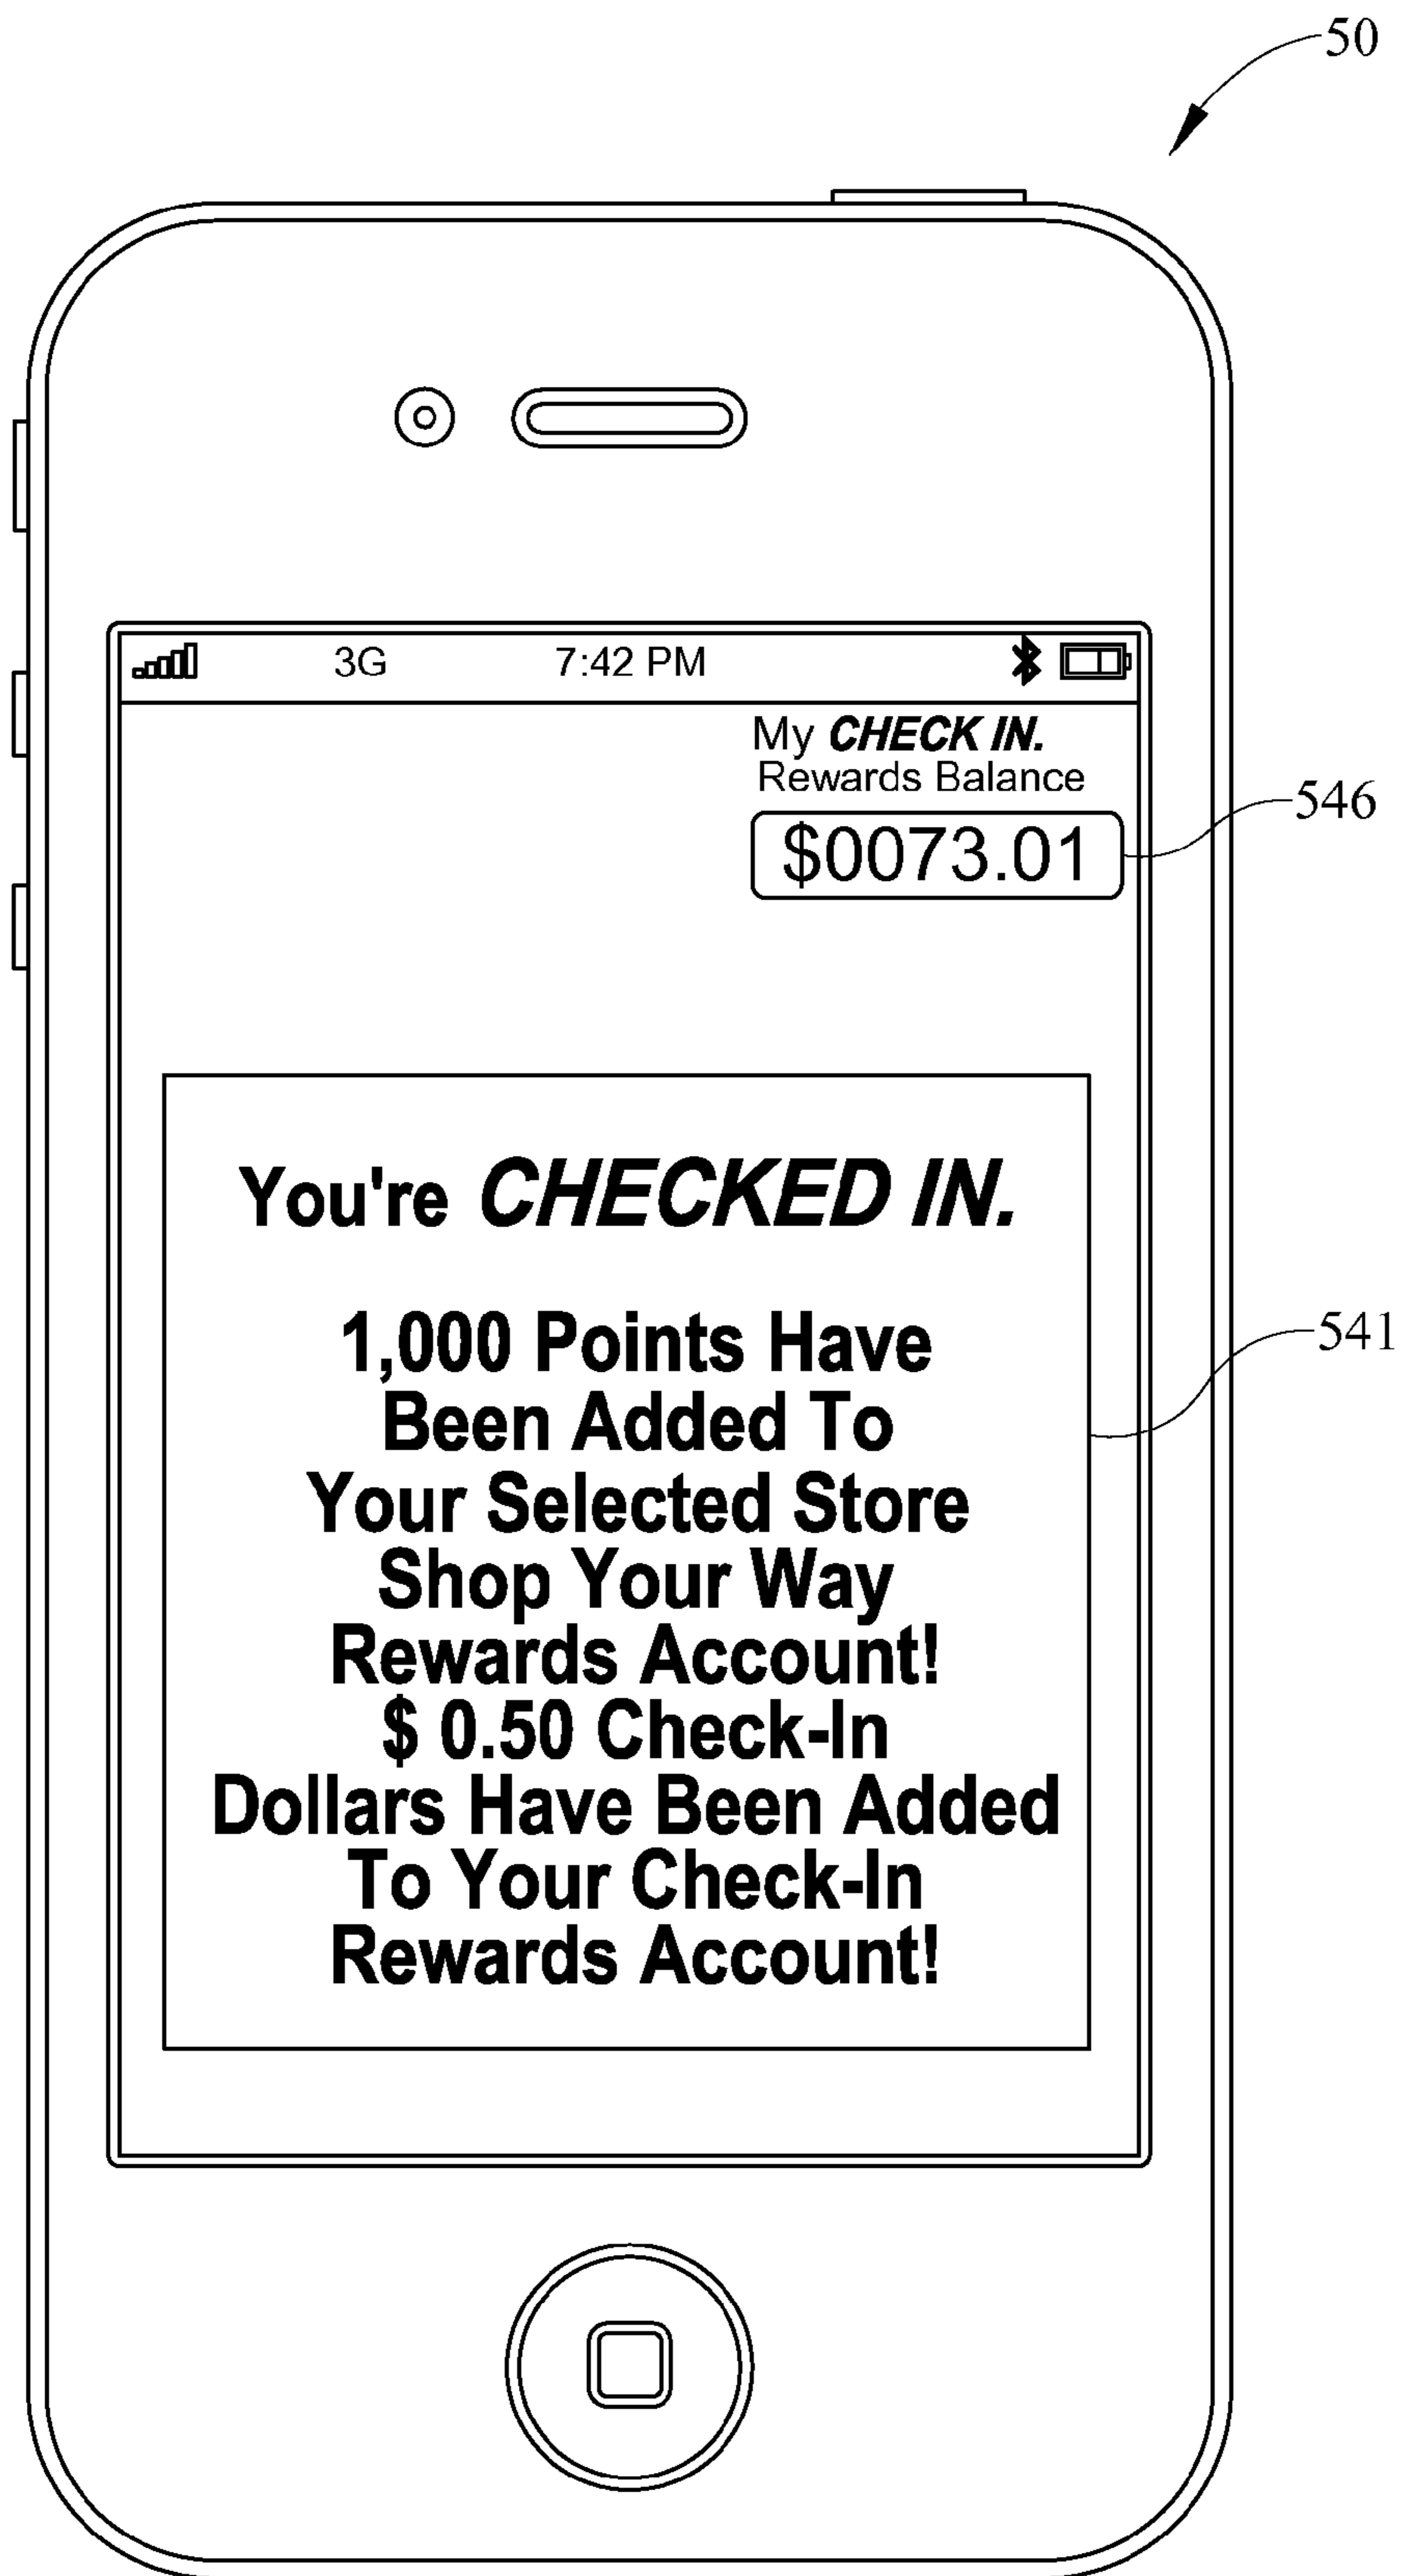 50
3G 7:42 PM
My CHECK IN.
Rewards Balance
$0073.01
546
You're CHECKED IN.
1,000 Points Have
541
Been Added To
Your Selected Store
Shop Your Way
Rewards Account!
$ 0.50 Check-In
Dollars Have Been Added
To Your Check-In
Rewards Account!